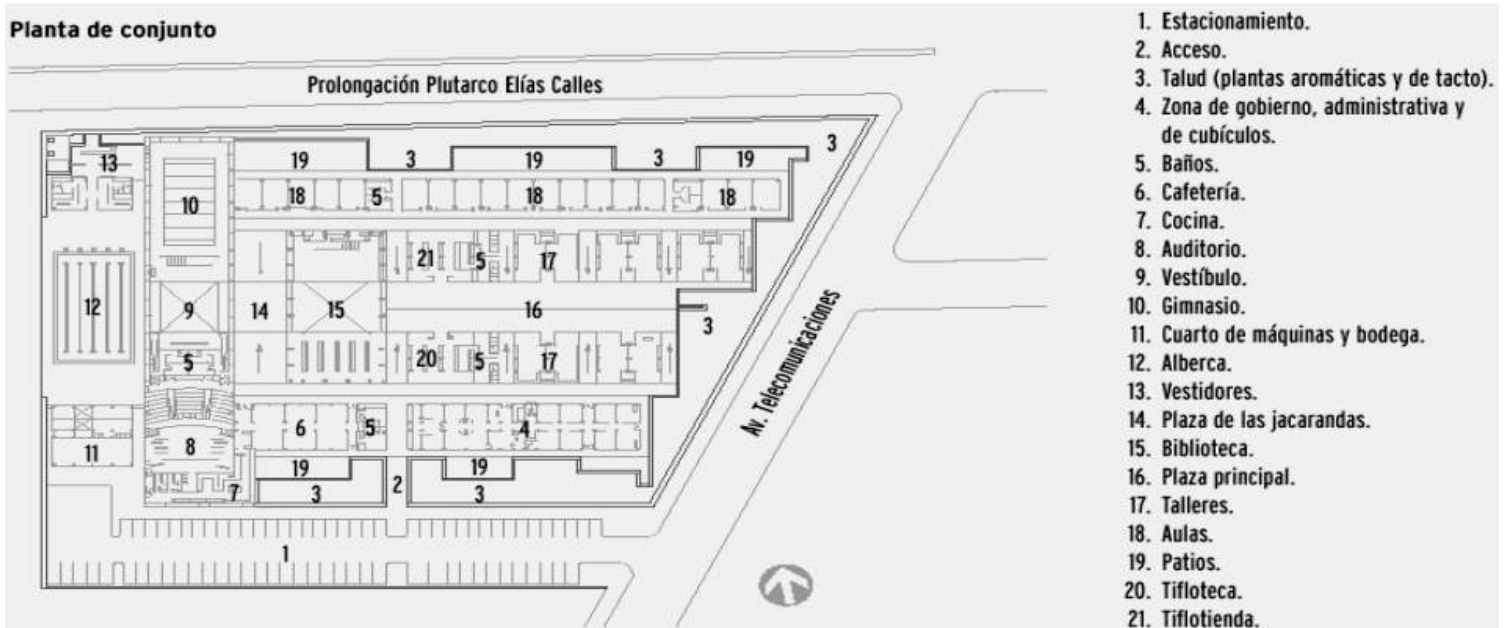 Planta de conjunto
Prolongación Plutarco Elías Calles
3
13
19
3
19
3
19
10
18
5
18
18
21
5
17
12
9
14
15
16
3
Av. Telecomunicaciones
5
20
5
17
6
5
4
11
8
19
19
7
3
2
3
1
1. Estacionamiento.
2. Acceso.
3. Talud (plantas aromáticas y de tacto).
4. Zona de gobierno, administrativa y
de cubículos.
5. Baños.
6. Cafetería.
7. Cocina.
8. Auditorio.
9. Vestíbulo.
10. Gimnasio.
11. Cuarto de máquinas y bodega.
12. Alberca.
13. Vestidores.
14. Plaza de las jacarandas.
15. Biblioteca.
16. Plaza principal.
17. Talleres.
18. Aulas.
19. Patios.
20. Tifloteca.
21. Tiflotienda.